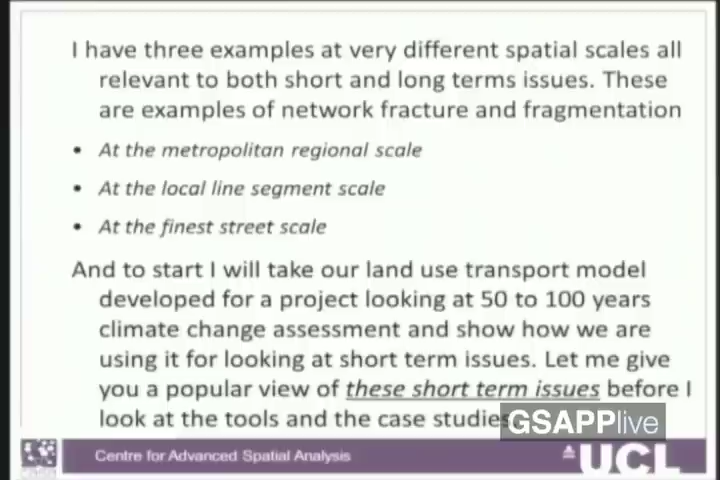 I have three examples at very different spatial scales all
relevant to both short and long terms issues. These
are examples of network fracture and fragmentation
• At the metropolitan regional scale
• At the local line segment scale
• At the finest street scale
And to start I will take our land use transport model
developed for a project looking at 50 to 100 years
climate change assessment and show how we are
using it for looking at short term issues. Let me give
you a popular view of these short term issues before I
look at the tools and the case studies.
GSAPPlive
Centre for Advanced Spatial Analysis
UCL